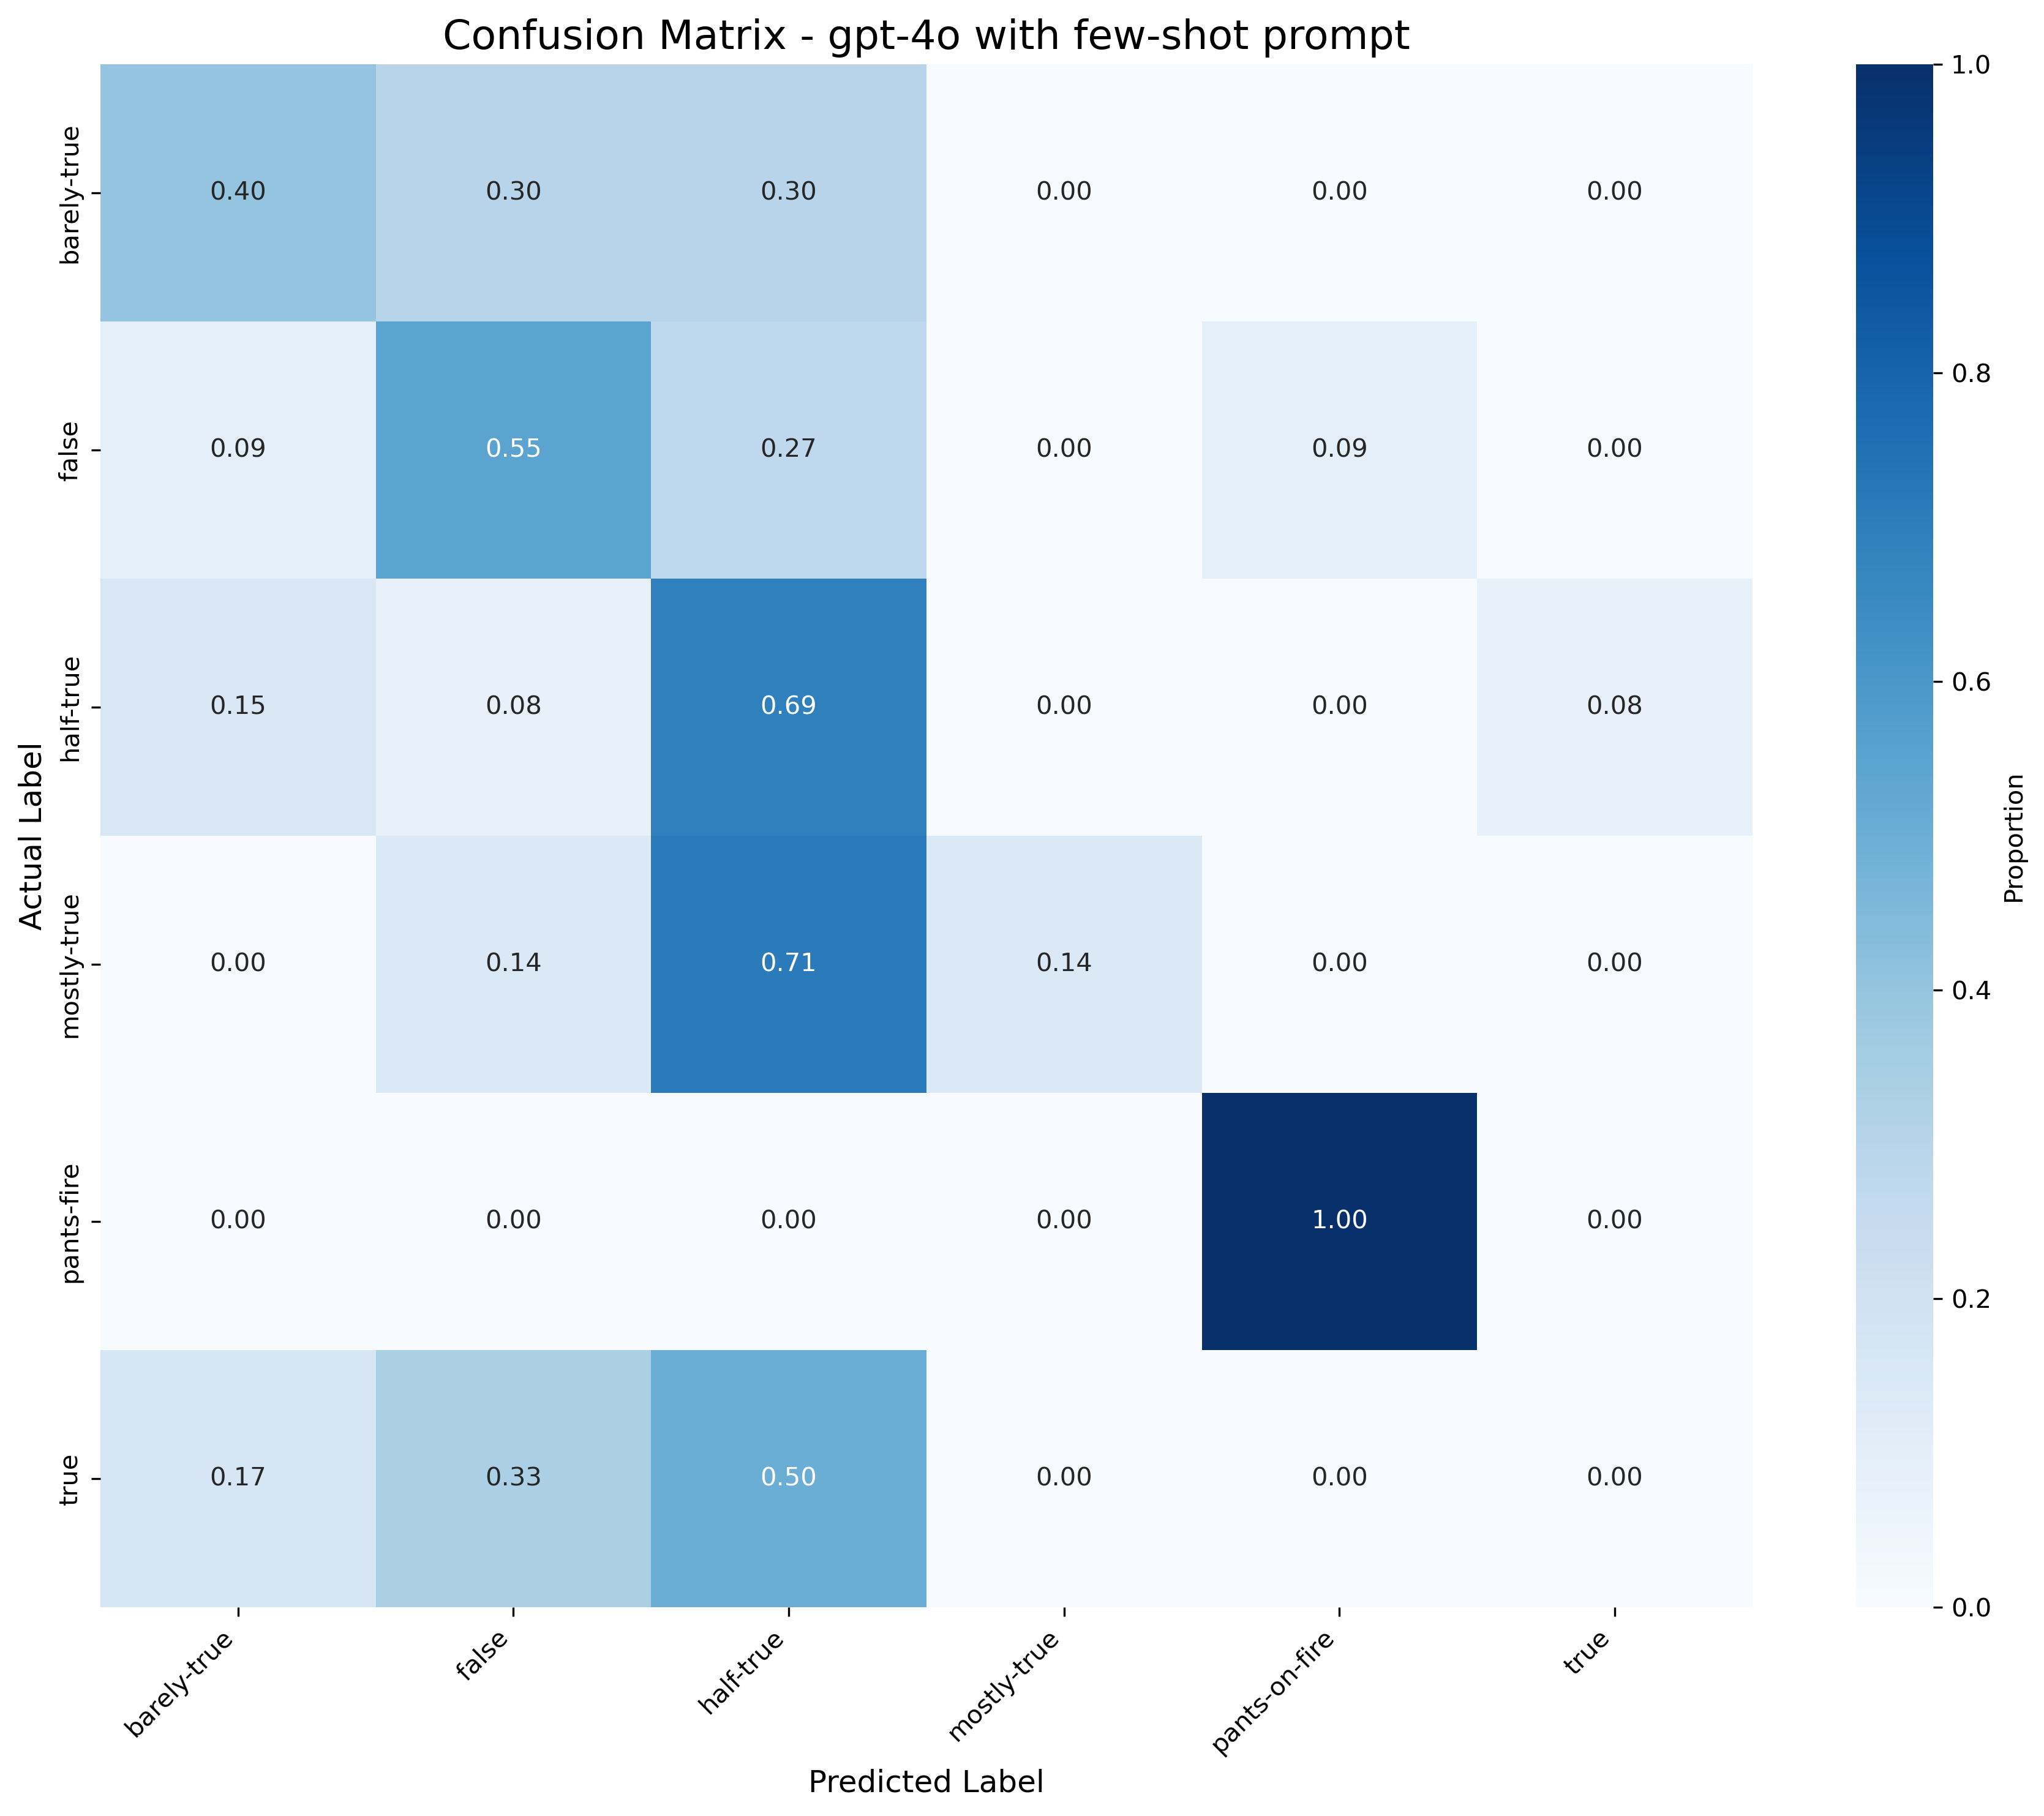 Confusion Matrix - gpt-4o with few-shot prompt
Actual Label
barely-true
0.40 0.30 0.30 0.00 0.00 0.00
false
0.09 0.55 0.27 0.00 0.09 0.00
half-true
0.15 0.08 0.69 0.00 0.00 0.08
mostly-true
0.00 0.14 0.71 0.14 0.00 0.00
pants-fire
0.00 0.00 0.00 0.00 1.00 0.00
true
0.17 0.33 0.50 0.00 0.00 0.00
barely-true false half-true mostly-true pants-on-fire true
Predicted Label
1.0
0.8
0.6
0.4
0.2
0.0
Proportion